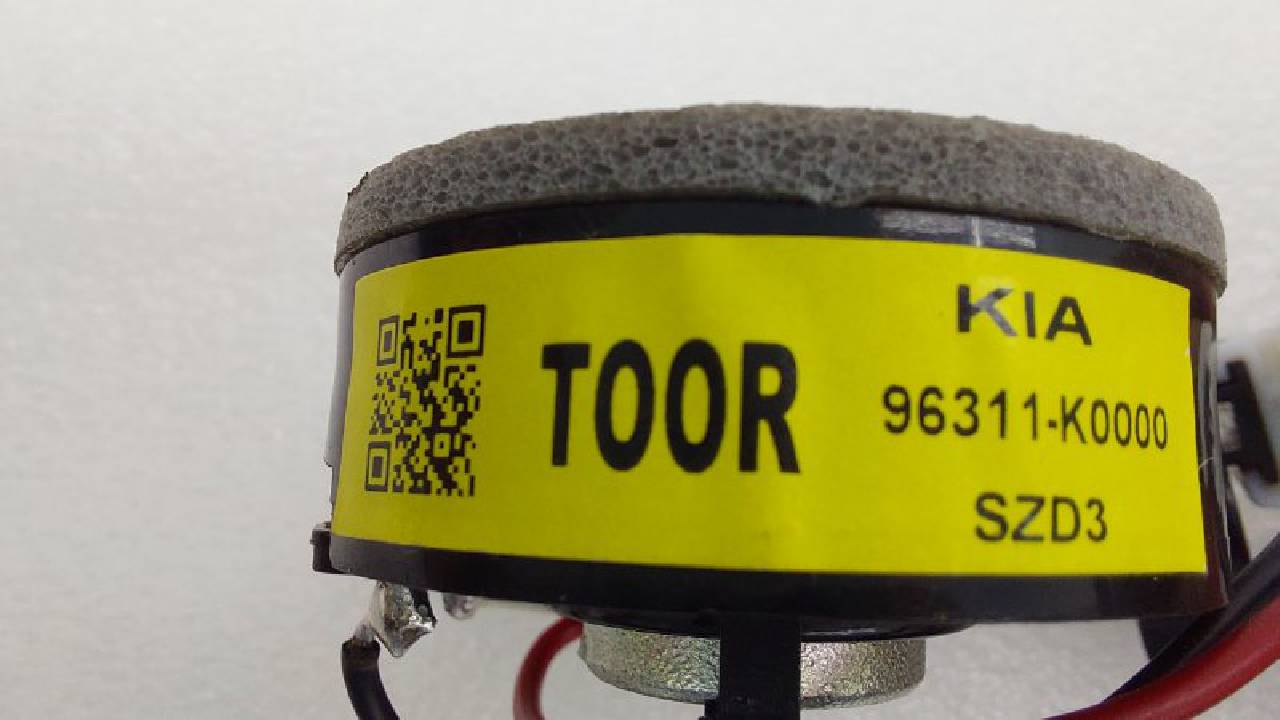 TOOR
KIA
96311-K0000
SZD3